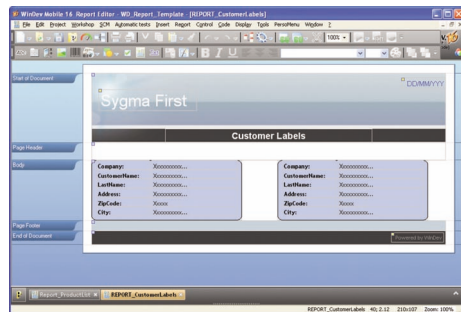 WinDev Mobile 16 Report Editor - WD_Report_Template - [REPORT_CustomerLabels]
File Edit Project Workshop SCM Automatic tests Insert Report Control Code Display Tools PersoMenu Window ?
100%
Start of Document
DD/MM/YYY
Sygma First
Customer Labels
Page Header
Body
Company: Xxxxxxxxxx... Company: Xxxxxxxxxx...
CustomerName: Xxxxxxxxxx... CustomerName: Xxxxxxxxxx...
LastName: Xxxxxxxxxx... LastName: Xxxxxxxxxx...
Address: Xxxxxxxxxx... Address: Xxxxxxxxxx...
ZipCode: Xxxxx ZipCode: Xxxxx
City: Xxxxxxxxxx... City: Xxxxxxxxxx...
Page Footer
End of Document
Powered by WinDev
Report_ProductList REPORT_CustomerLabels
REPORT_CustomerLabels 40; 2.12 210x107 Zoom: 100%